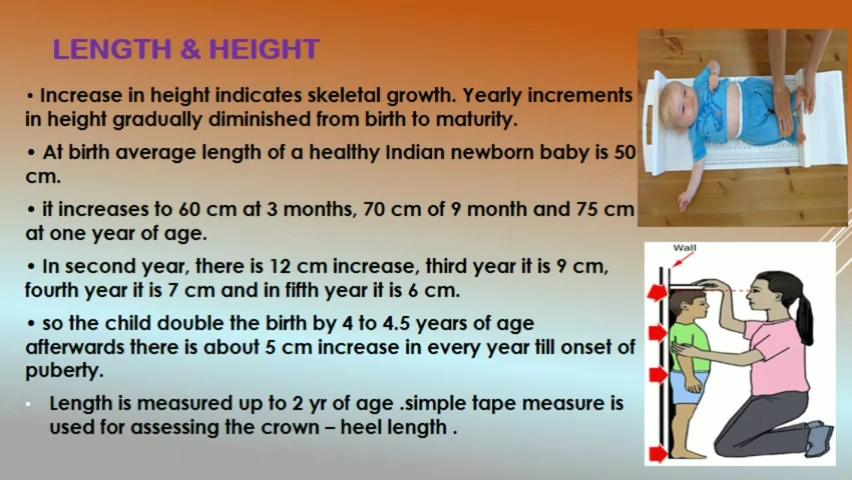 LENGTH & HEIGHT
• Increase in height indicates skeletal growth. Yearly increments
in height gradually diminished from birth to maturity.
• At birth average length of a healthy Indian newborn baby is 50
cm.
• it increases to 60 cm at 3 months, 70 cm of 9 month and 75 cm
at one year of age.
• In second year, there is 12 cm increase, third year it is 9 cm,
fourth year it is 7 cm and in fifth year it is 6 cm.
• so the child double the birth by 4 to 4.5 years of age
afterwards there is about 5 cm increase in every year till onset of
puberty.
• Length is measured up to 2 yr of age .simple tape measure is
used for assessing the crown – heel length .
Wall